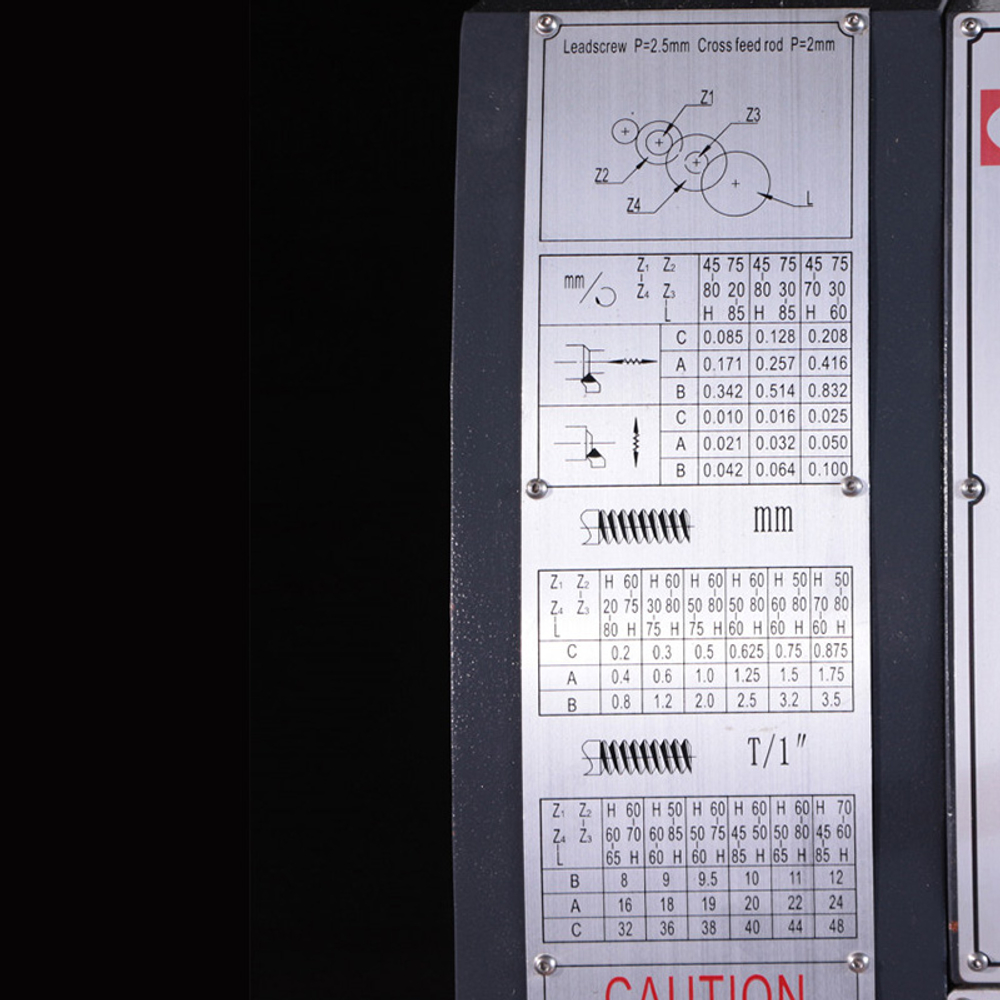 Leadscrew P=2.5mm Cross feed rod P=2mm
Z1
Z3
Z2
Z4
L
mm/ Z1 Z2 45 75 45 75 45 75
Z4 Z3 80 20 80 30 70 30
L H 85 H 85 H 60
C 0.085 0.128 0.208
A 0.171 0.257 0.416
B 0.342 0.514 0.832
C 0.010 0.016 0.025
A 0.021 0.032 0.050
B 0.042 0.064 0.100
mm
Z1 Z2 H 60 H 60 H 60 H 60 H 50 H 50
Z4 Z3 20 75 30 80 50 80 50 80 60 80 70 80
L 80 H 75 H 75 H 60 H 60 H 60 H
C 0.2 0.3 0.5 0.625 0.75 0.875
A 0.4 0.6 1.0 1.25 1.5 1.75
B 0.8 1.2 2.0 2.5 3.2 3.5
T/1"
Z1 Z2 H 60 H 50 H 60 H 60 H 60 H 70
Z4 Z3 60 70 60 85 50 75 45 50 50 80 45 60
L 65 H 60 H 60 H 85 H 65 H 85 H
B 8 9 9.5 10 11 12
A 16 18 19 20 22 24
C 32 36 38 40 44 48
CAUTION